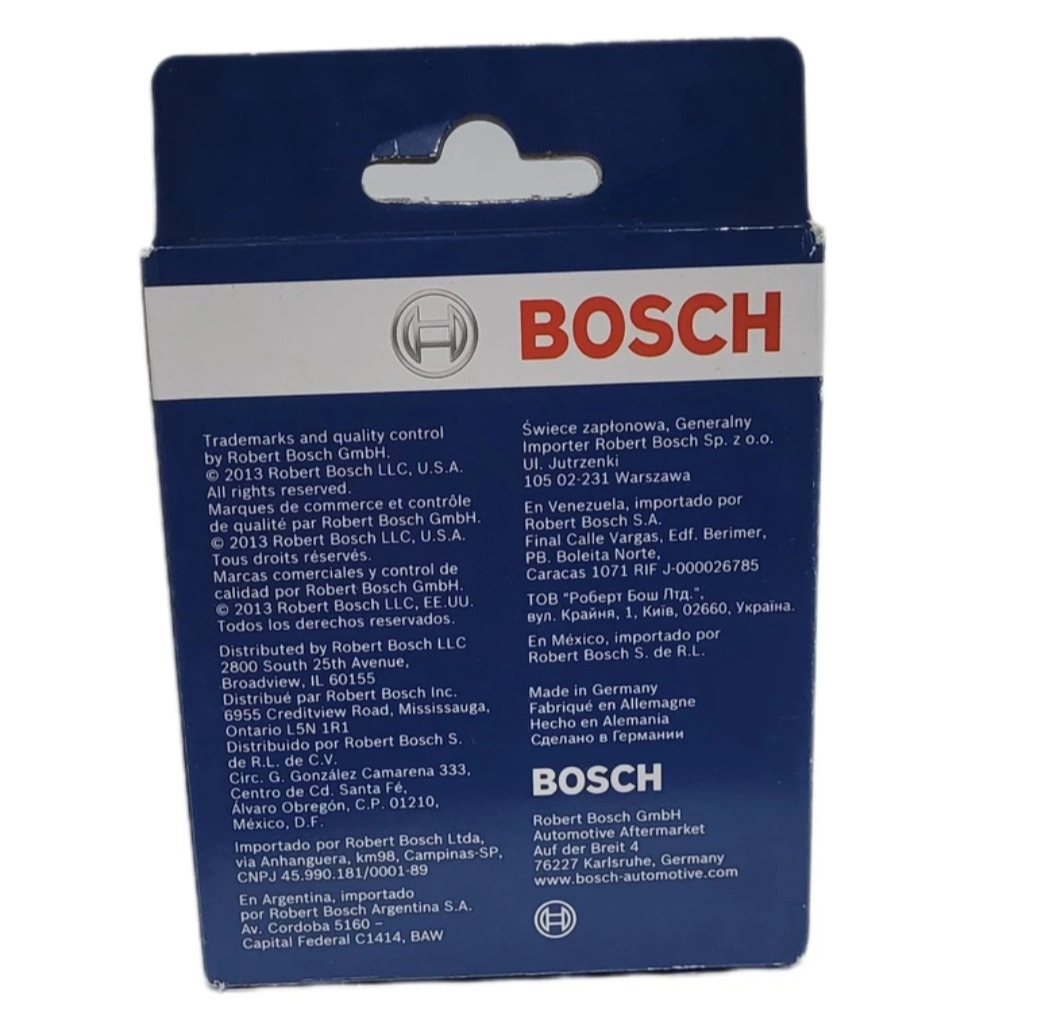 BOSCH
Trademarks and quality control
by Robert Bosch GmbH.
© 2013 Robert Bosch LLC, U.S.A.
All rights reserved.
Marques de commerce et contrôle
de qualité par Robert Bosch GmbH.
© 2013 Robert Bosch LLC, U.S.A.
Tous droits réservés.
Marcas comerciales y control de
calidad por Robert Bosch GmbH.
© 2013 Robert Bosch LLC, EE.UU.
Todos los derechos reservados.
Distributed by Robert Bosch LLC
2800 South 25th Avenue,
Broadview, IL 60155
Distribué par Robert Bosch Inc.
6955 Creditview Road, Mississauga,
Ontario L5N 1R1
Distribuido por Robert Bosch S.
de R.L. de C.V.
Circ. G. González Camarena 333,
Centro de Cd. Santa Fé,
Álvaro Obregón, C.P. 01210,
México, D.F.
Importado por Robert Bosch Ltda,
via Anhanguera, km98, Campinas-SP,
CNPJ 45.990.181/0001-89
En Argentina, importado
por Robert Bosch Argentina S.A.
Av. Cordoba 5160 –
Capital Federal C1414, BAW
Świece zapłonowa, Generalny
Importer Robert Bosch Sp. z o.o.
Ul. Jutrzenki
105 02-231 Warszawa
En Venezuela, importado por
Robert Bosch S.A.
Final Calle Vargas, Edf. Berimer,
PB. Boleita Norte,
Caracas 1071 RIF J-000026785
ТОВ "Роберт Бош Лтд.",
вул. Крайня, 1, Київ, 02660, Україна.
En México, importado por
Robert Bosch S. de R.L.
Made in Germany
Fabriqué en Allemagne
Hecho en Alemania
Сделано в Германии
BOSCH
Robert Bosch GmbH
Automotive Aftermarket
Auf der Breit 4
76227 Karlsruhe, Germany
www.bosch-automotive.com